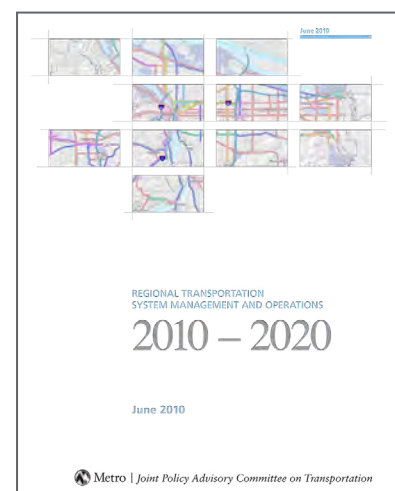 June 2010
REGIONAL TRANSPORTATION
SYSTEM MANAGEMENT AND OPERATIONS
2010 – 2020
June 2010
Metro | Joint Policy Advisory Committee on Transportation